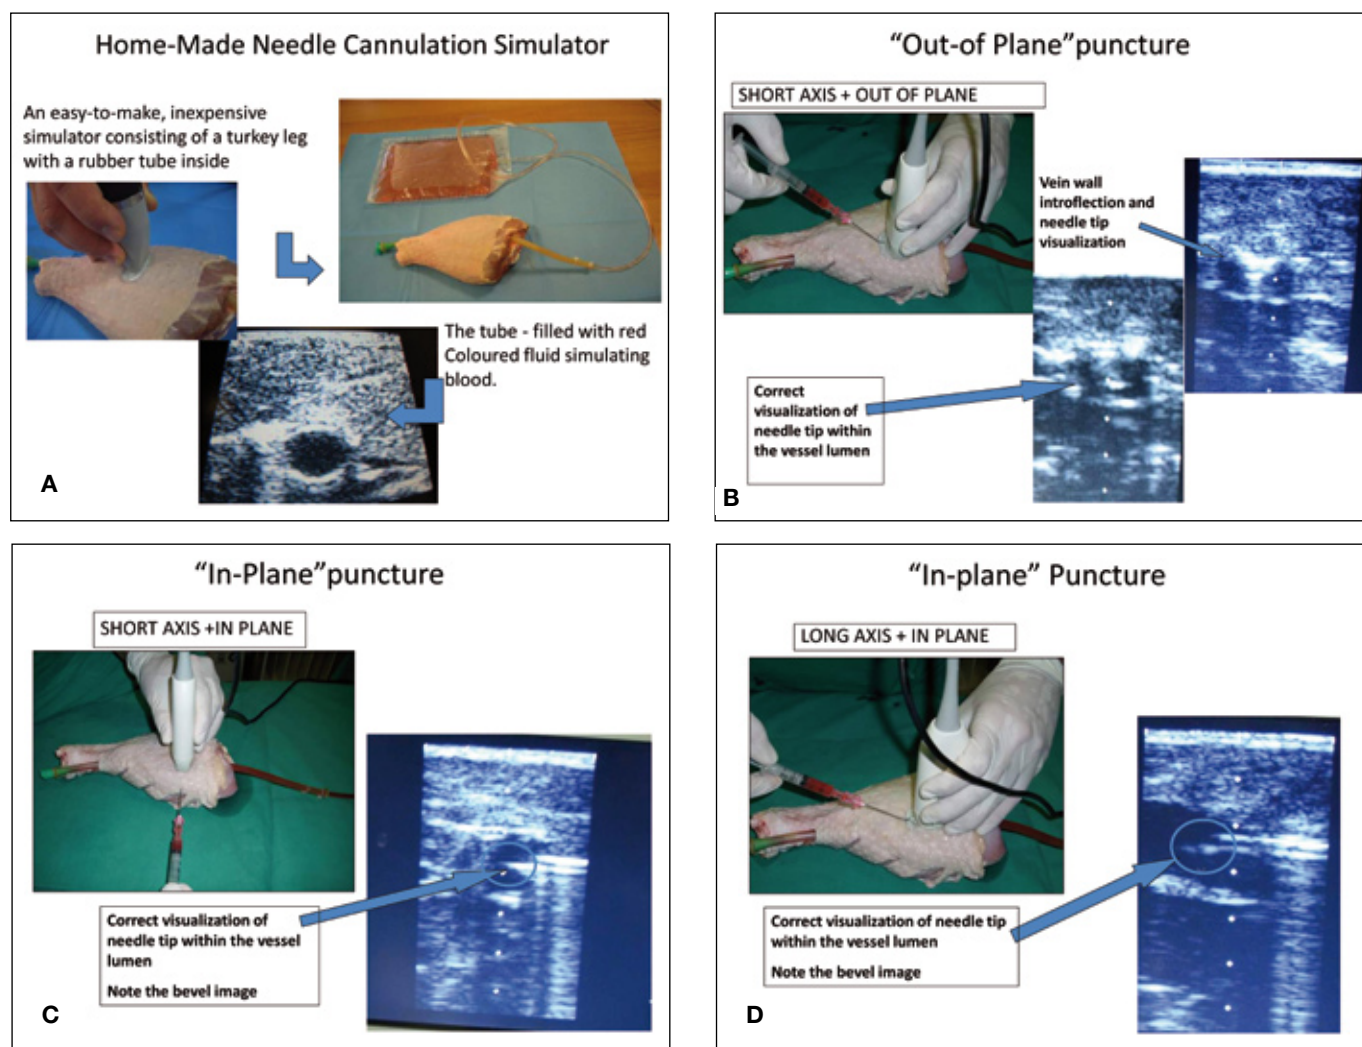 Home-Made Needle Cannulation Simulator
An easy-to-make, inexpensive
simulator consisting of a turkey leg
with a rubber tube inside
The tube - filled with red
Coloured fluid simulating
blood.
A
“Out-of Plane”puncture
SHORT AXIS + OUT OF PLANE
Vein wall
introflection and
needle tip
visualization
Correct
visualization of
needle tip within
the vessel lumen
B
“In-Plane”puncture
SHORT AXIS +IN PLANE
Correct visualization of
needle tip within the vessel
lumen
Note the bevel image
C
“In-plane” Puncture
LONG AXIS + IN PLANE
Correct visualization of needle tip
within the vessel lumen
Note the bevel image
D